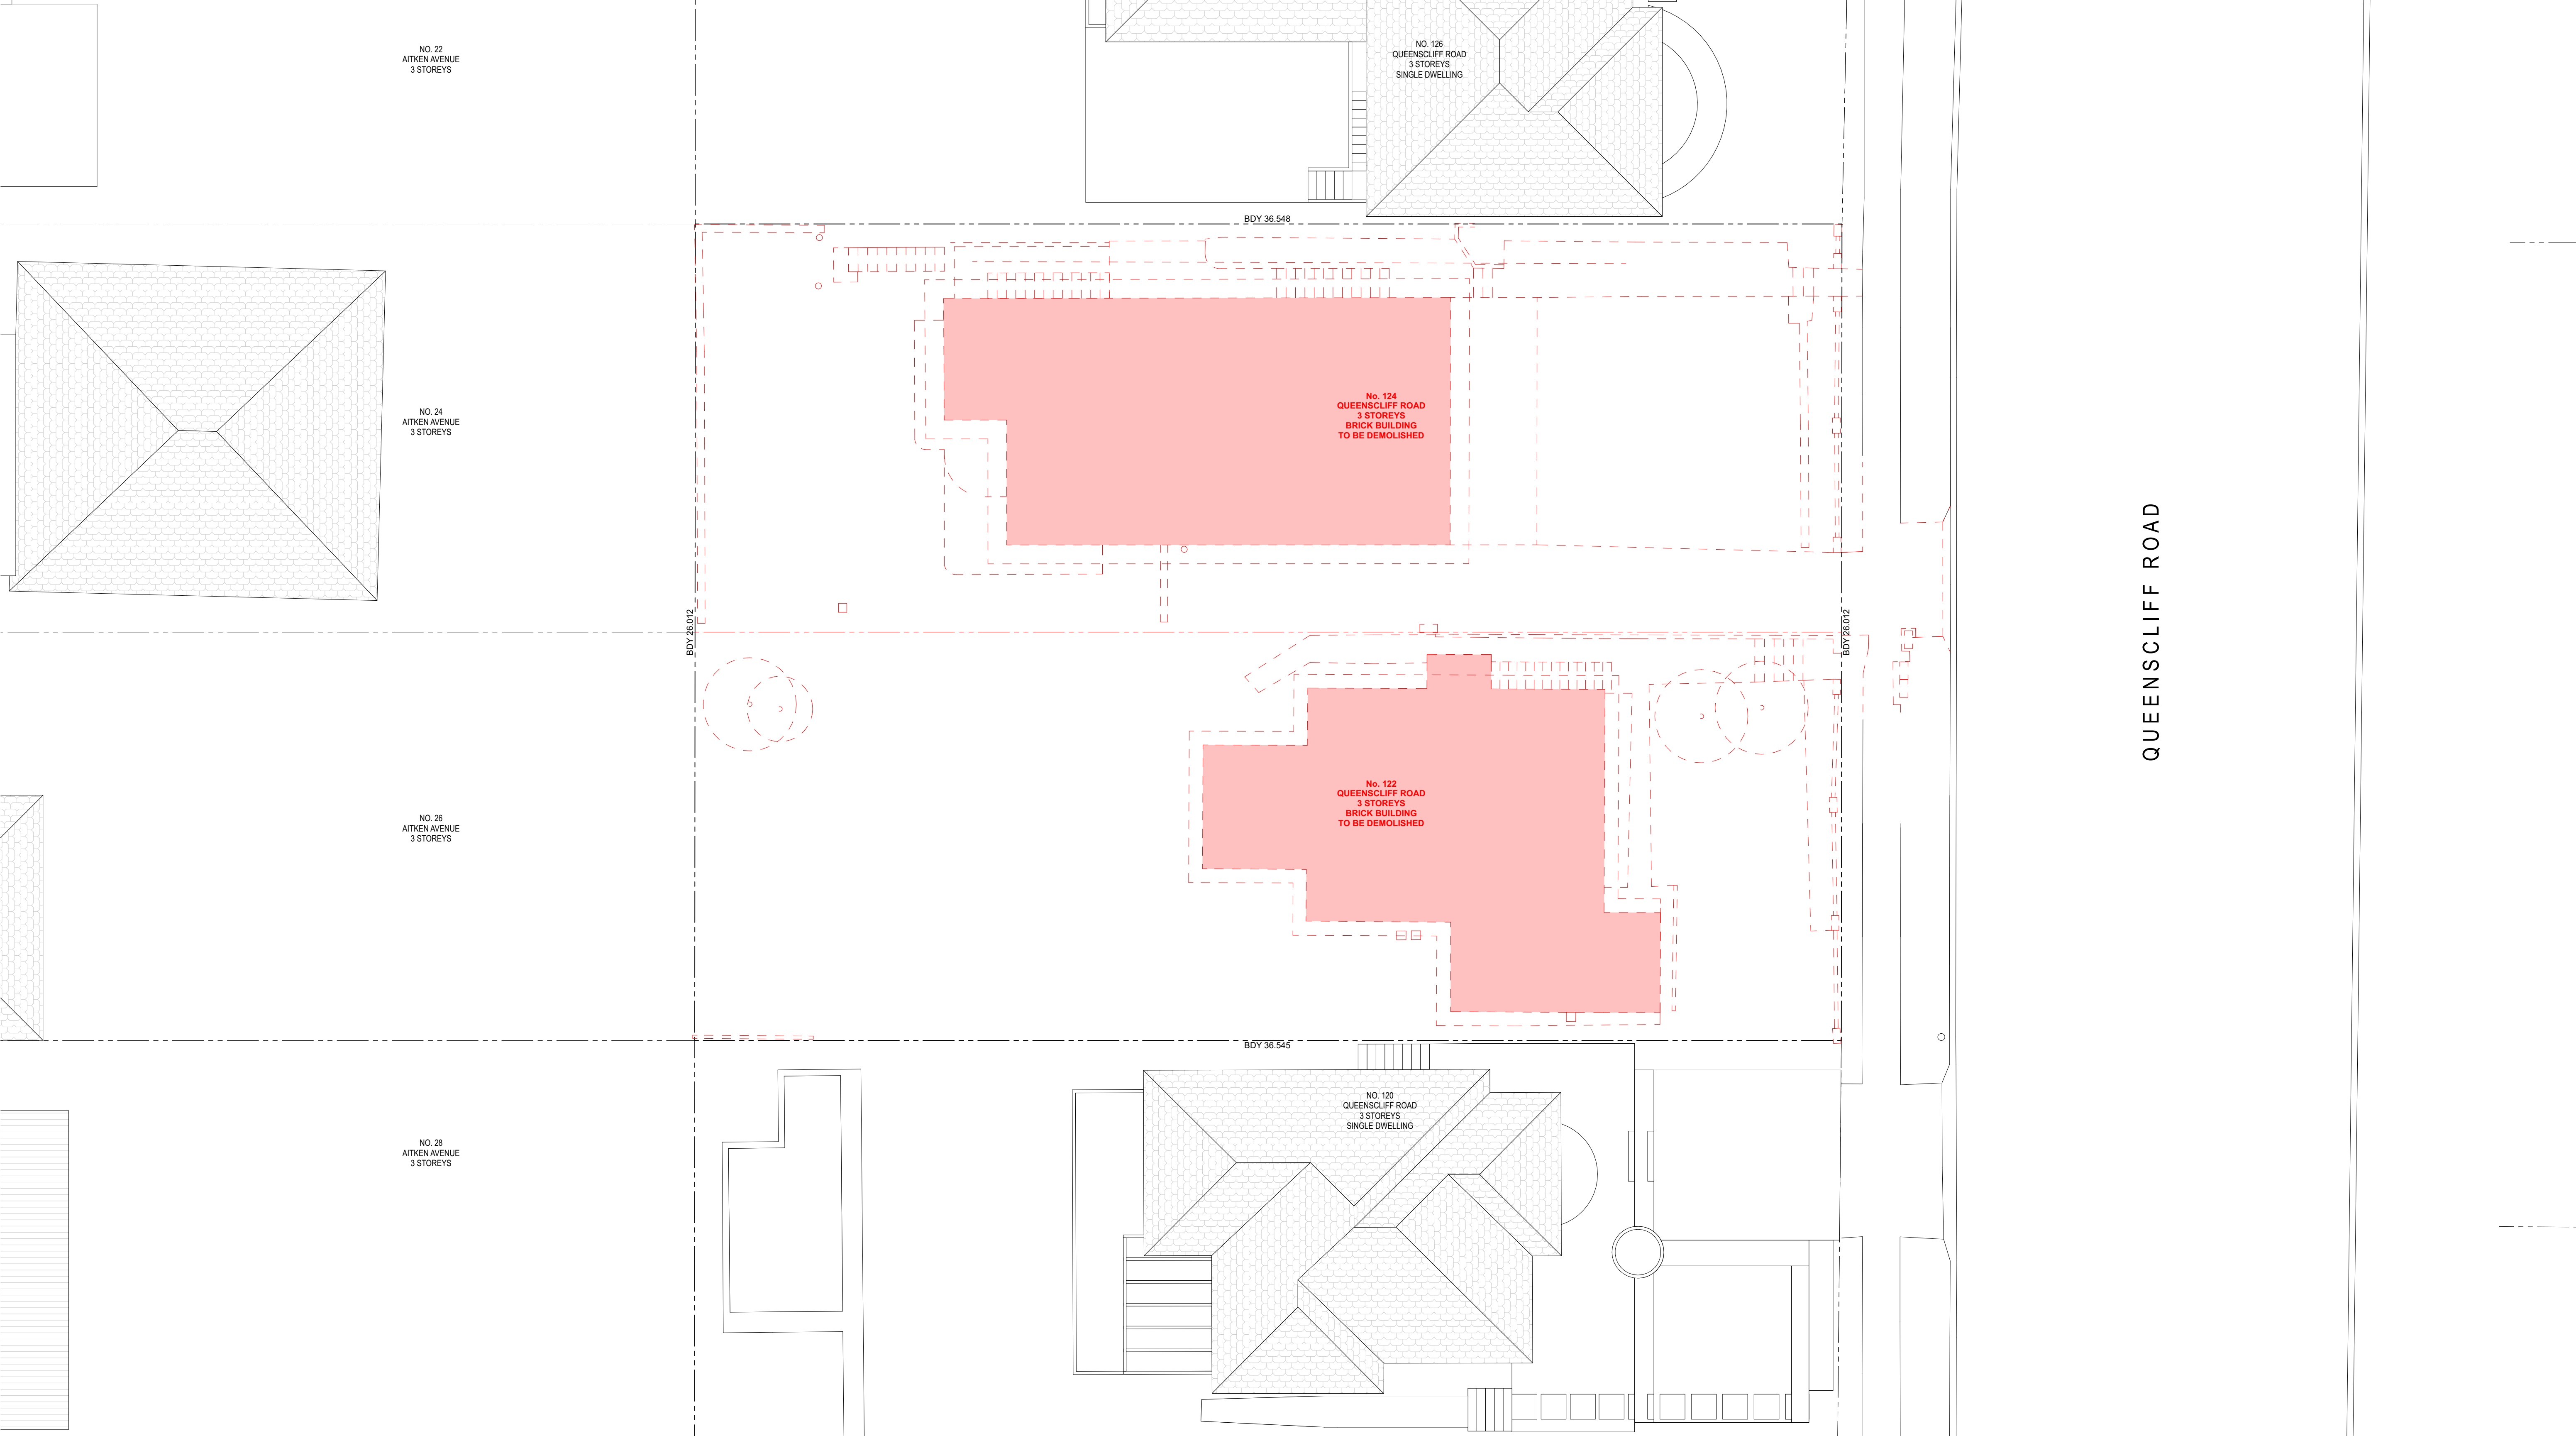 NO. 22
AITKEN AVENUE
3 STOREYS
NO. 126
QUEENSCLIFF ROAD
3 STOREYS
SINGLE DWELLING
BDY 36.548
NO. 24
AITKEN AVENUE
3 STOREYS
No. 124
QUEENSCLIFF ROAD
3 STOREYS
BRICK BUILDING
TO BE DEMOLISHED
BDY 26.012
BDY 26.012
QUEENSCLIFF ROAD
NO. 26
AITKEN AVENUE
3 STOREYS
No. 122
QUEENSCLIFF ROAD
3 STOREYS
BRICK BUILDING
TO BE DEMOLISHED
BDY 36.545
NO. 28
AITKEN AVENUE
3 STOREYS
NO. 120
QUEENSCLIFF ROAD
3 STOREYS
SINGLE DWELLING